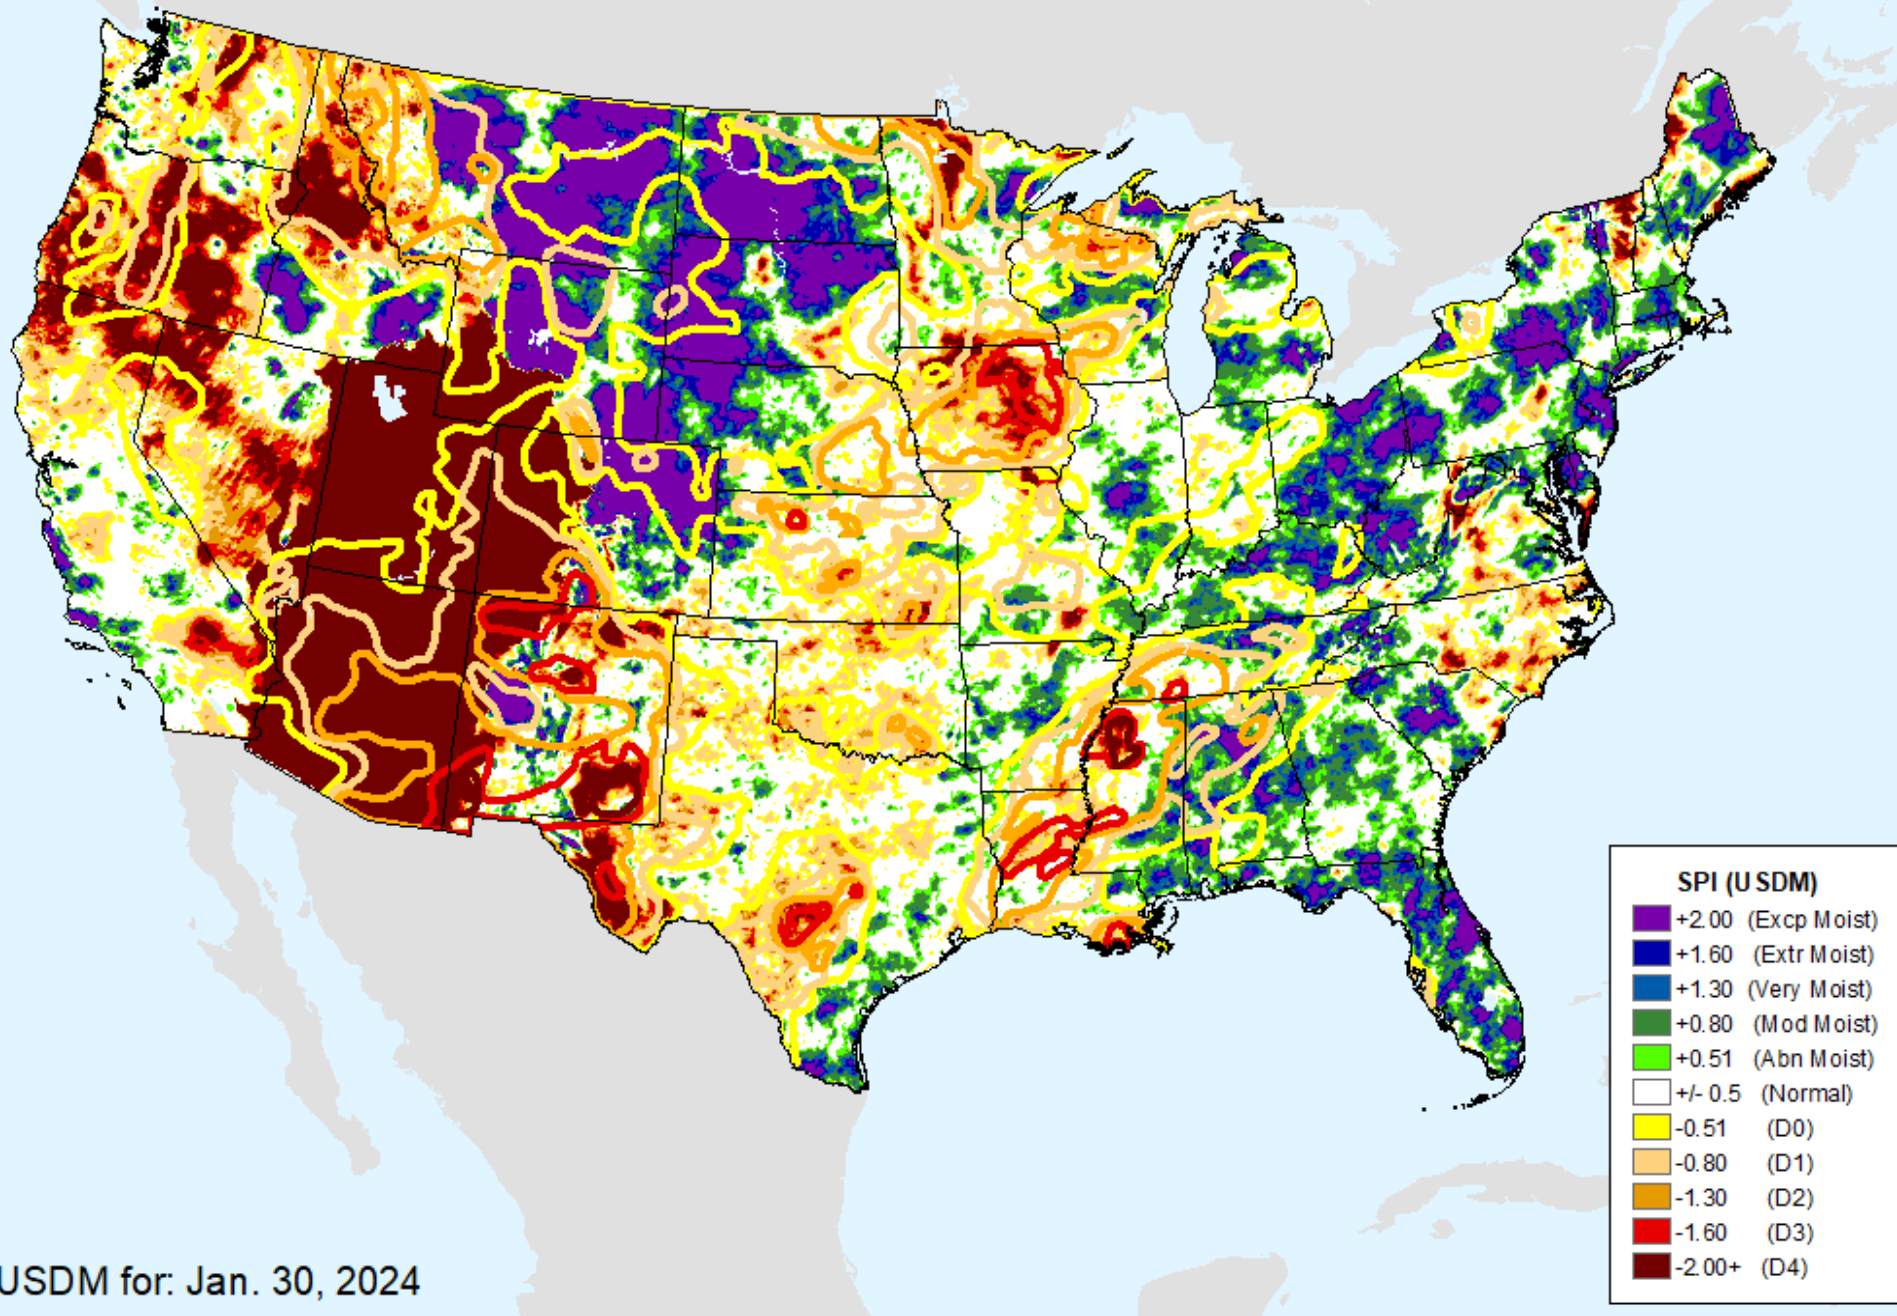 SPI (USDM)
+2.00 (Excp Moist)
+1.60 (Extr Moist)
+1.30 (Very Moist)
+0.80 (Mod Moist)
+0.51 (Abn Moist)
+/- 0.5 (Normal)
-0.51 (D0)
-0.80 (D1)
-1.30 (D2)
-1.60 (D3)
-2.00+ (D4)
USDM for: Jan. 30, 2024